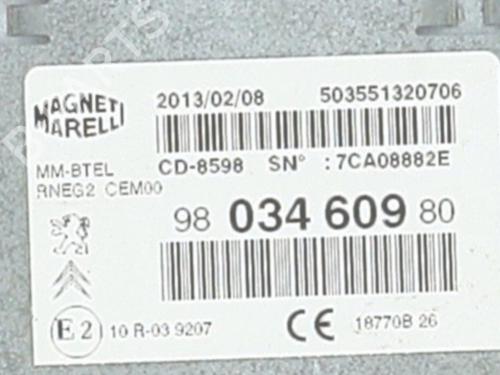 MAGNETI MARELLI
2013/02/08 503551320706
MM-BTEL CD-8598 SN° : 7CA08882E
RNEG2 CEM00
98 034 609 80
E2 10 R-03 9207 CE 18770B 26